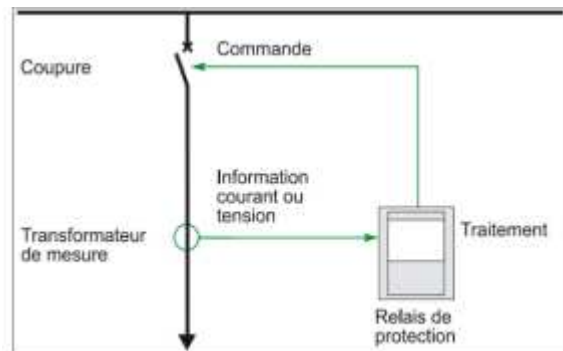 Commande
Coupure
Information
courant ou
tension
Transformateur
de mesure
Traitement
Relais de
protection